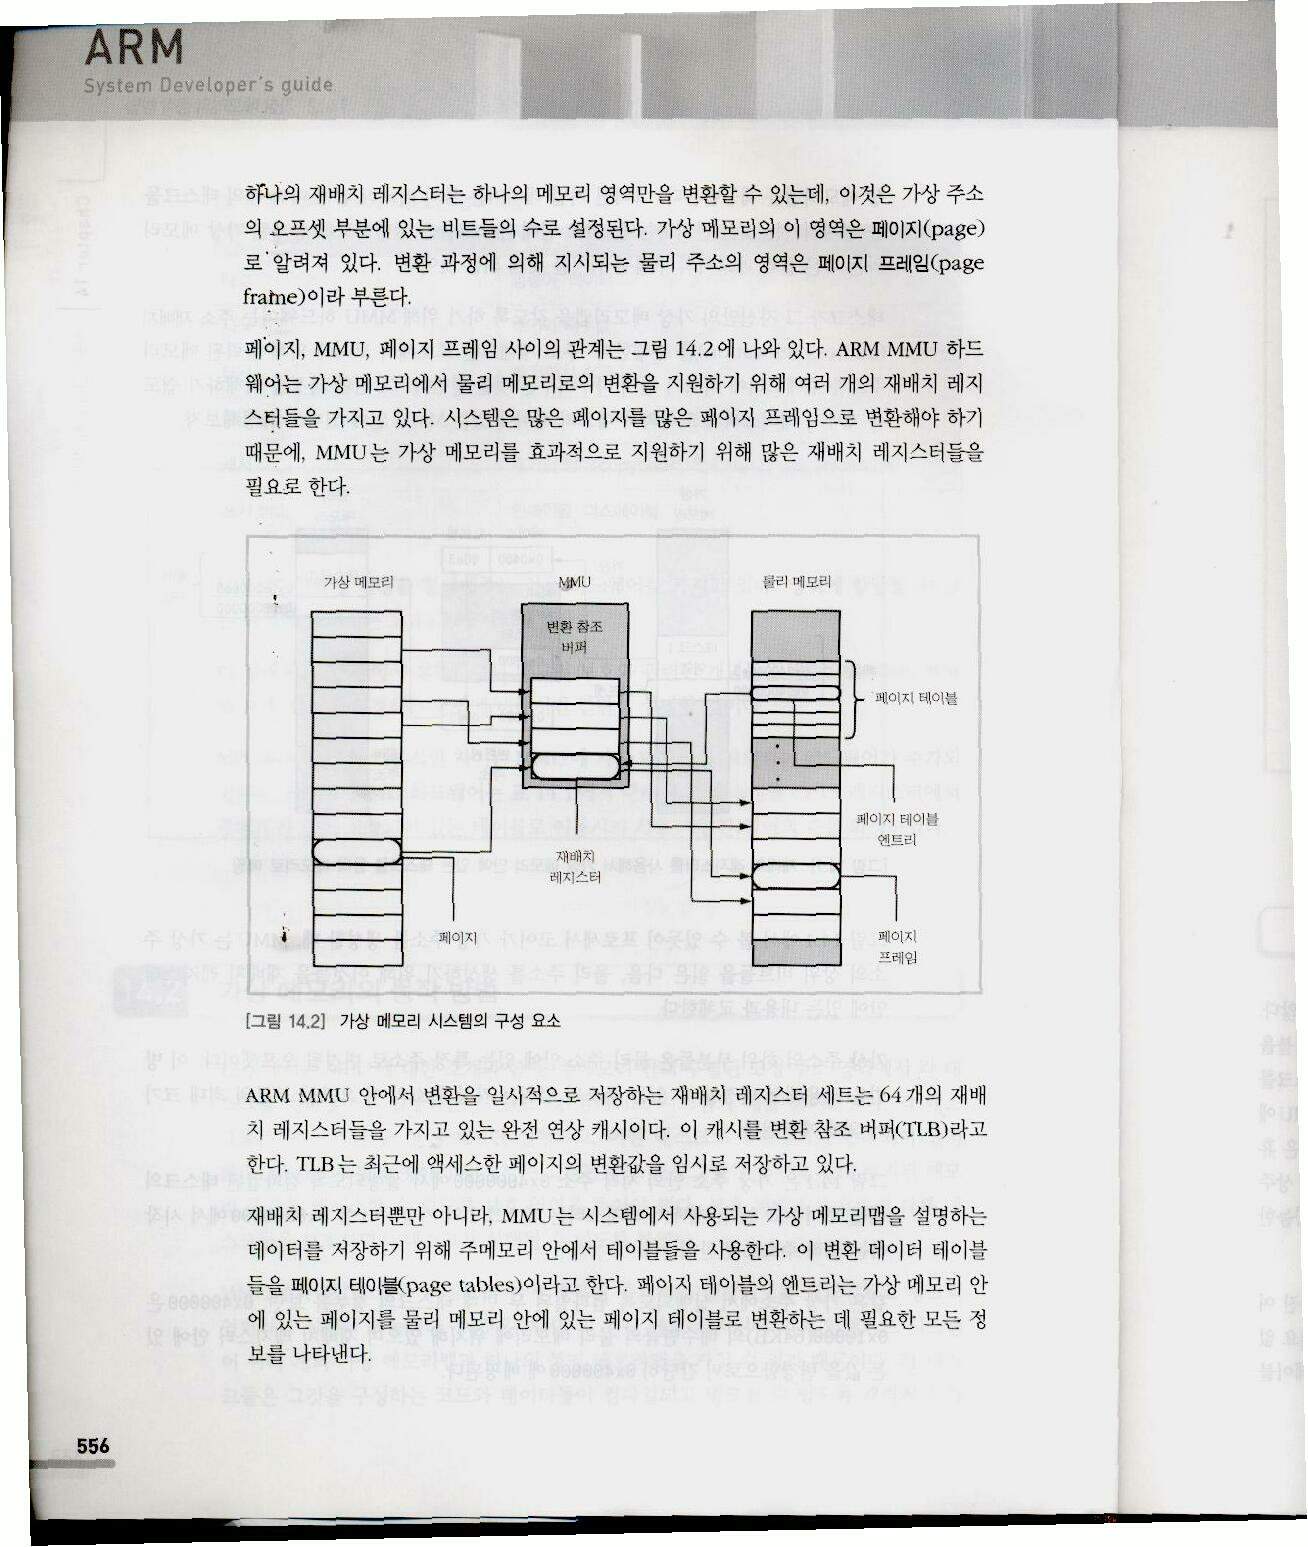 ARM
System Developer's guide
하나의 재배치 레지스터는 하나의 메모리 영역만을 변환할 수 있는데, 이것은 가상 주소
의 오프셋 부분에 있는 비트들의 수로 설정된다. 가상 메모리의 이 영역은 페이지(page)
로 알려져 있다. 변환 과정에 의해 지시되는 물리 주소의 영역은 페이지 프레임(page
frame)이라 부른다.
페이지, MMU, 페이지 프레임 사이의 관계는 그림 14.2에 나와 있다. ARM MMU 하드
웨어는 가상 메모리에서 물리 메모리로의 변환을 지원하기 위해 여러 개의 재배치 레지
스터들을 가지고 있다. 시스템은 많은 페이지를 많은 페이지 프레임으로 변환해야 하기
때문에, MMU는 가상 메모리를 효과적으로 지원하기 위해 많은 재배치 레지스터들을
필요로 한다.
가상 메모리
MMU
물리 메모리
변환 참조
버퍼
페이지 테이블
페이지 테이블
엔트리
재배치
레지스터
페이지
페이지
프레임
[그림 14.2] 가상 메모리 시스템의 구성 요소
ARM MMU 안에서 변환을 일시적으로 저장하는 재배치 레지스터 세트는 64개의 재배
치 레지스터들을 가지고 있는 완전 연상 캐시이다. 이 캐시를 변환 참조 버퍼(TLB)라고
한다. TLB는 최근에 액세스한 페이지의 변환값을 임시로 저장하고 있다.
재배치 레지스터뿐만 아니라, MMU는 시스템에서 사용되는 가상 메모리맵을 설명하는
데이터를 저장하기 위해 주메모리 안에서 테이블들을 사용한다. 이 변환 데이터 테이블
들을 페이지 테이블(page tables)이라고 한다. 페이지 테이블의 엔트리는 가상 메모리 안
에 있는 페이지를 물리 메모리 안에 있는 페이지 테이블로 변환하는 데 필요한 모든 정
보를 나타낸다.
556